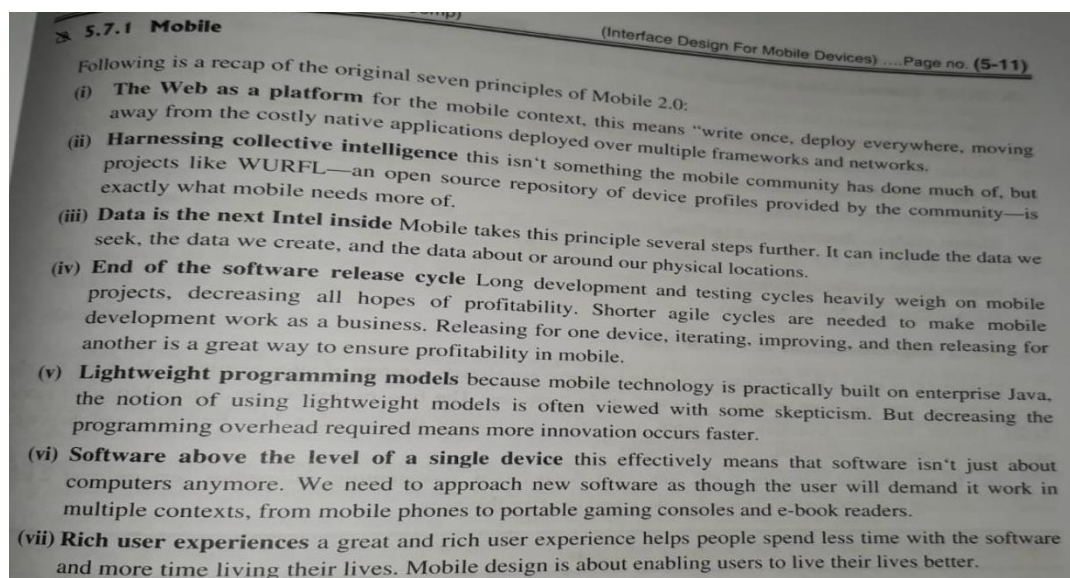 5.7.1 Mobile
(Interface Design For Mobile Devices) ....Page no. (5-11)
Following is a recap of the original seven principles of Mobile 2.0:
(i) The Web as a platform for the mobile context, this means "write once, deploy everywhere, moving
away from the costly native applications deployed over multiple frameworks and networks.
(ii) Harnessing collective intelligence this isn't something the mobile community has done much of, but
projects like WURFL—an open source repository of device profiles provided by the community—is
exactly what mobile needs more of.
(iii) Data is the next Intel inside Mobile takes this principle several steps further. It can include the data we
seek, the data we create, and the data about or around our physical locations.
(iv) End of the software release cycle Long development and testing cycles heavily weigh on mobile
projects, decreasing all hopes of profitability. Shorter agile cycles are needed to make mobile
development work as a business. Releasing for one device, iterating, improving, and then releasing for
another is a great way to ensure profitability in mobile.
(v) Lightweight programming models because mobile technology is practically built on enterprise Java,
the notion of using lightweight models is often viewed with some skepticism. But decreasing the
programming overhead required means more innovation occurs faster.
(vi) Software above the level of a single device this effectively means that software isn't just about
computers anymore. We need to approach new software as though the user will demand it work in
multiple contexts, from mobile phones to portable gaming consoles and e-book readers.
(vii) Rich user experiences a great and rich user experience helps people spend less time with the software
and more time living their lives. Mobile design is about enabling users to live their lives better.